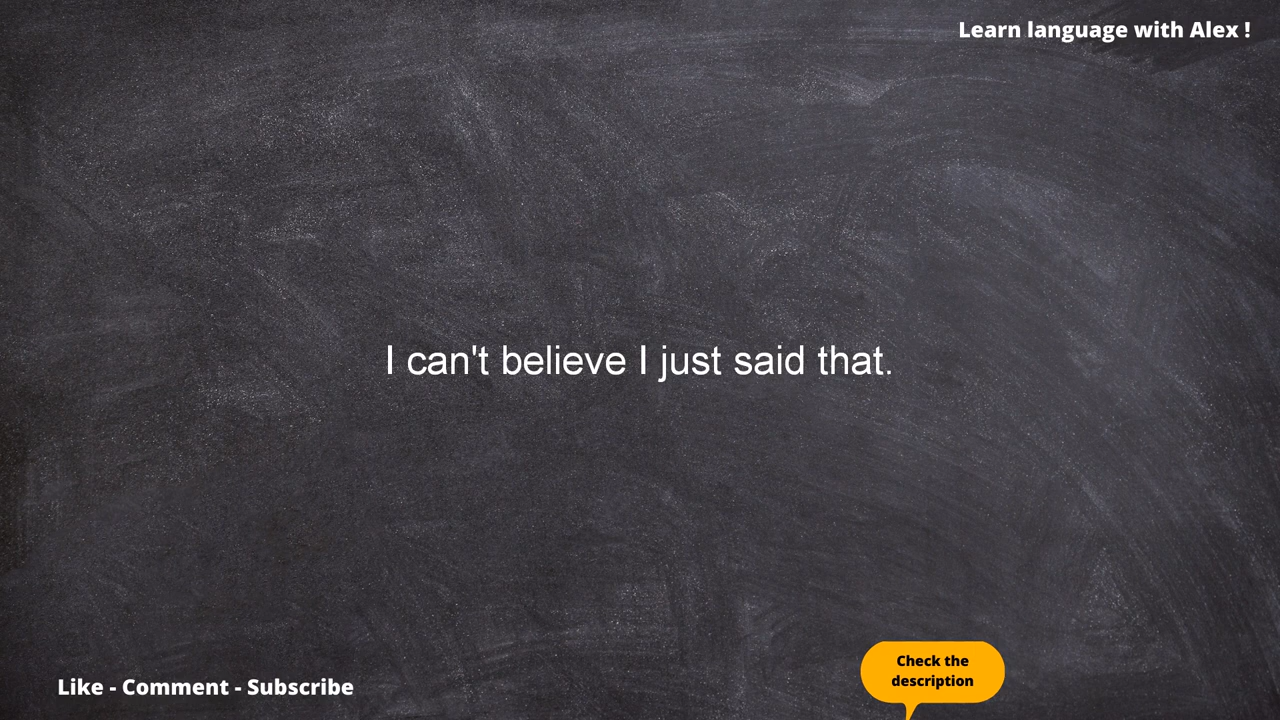 Learn language with Alex !
I can't believe I just said that.
Like - Comment - Subscribe
Check the
description